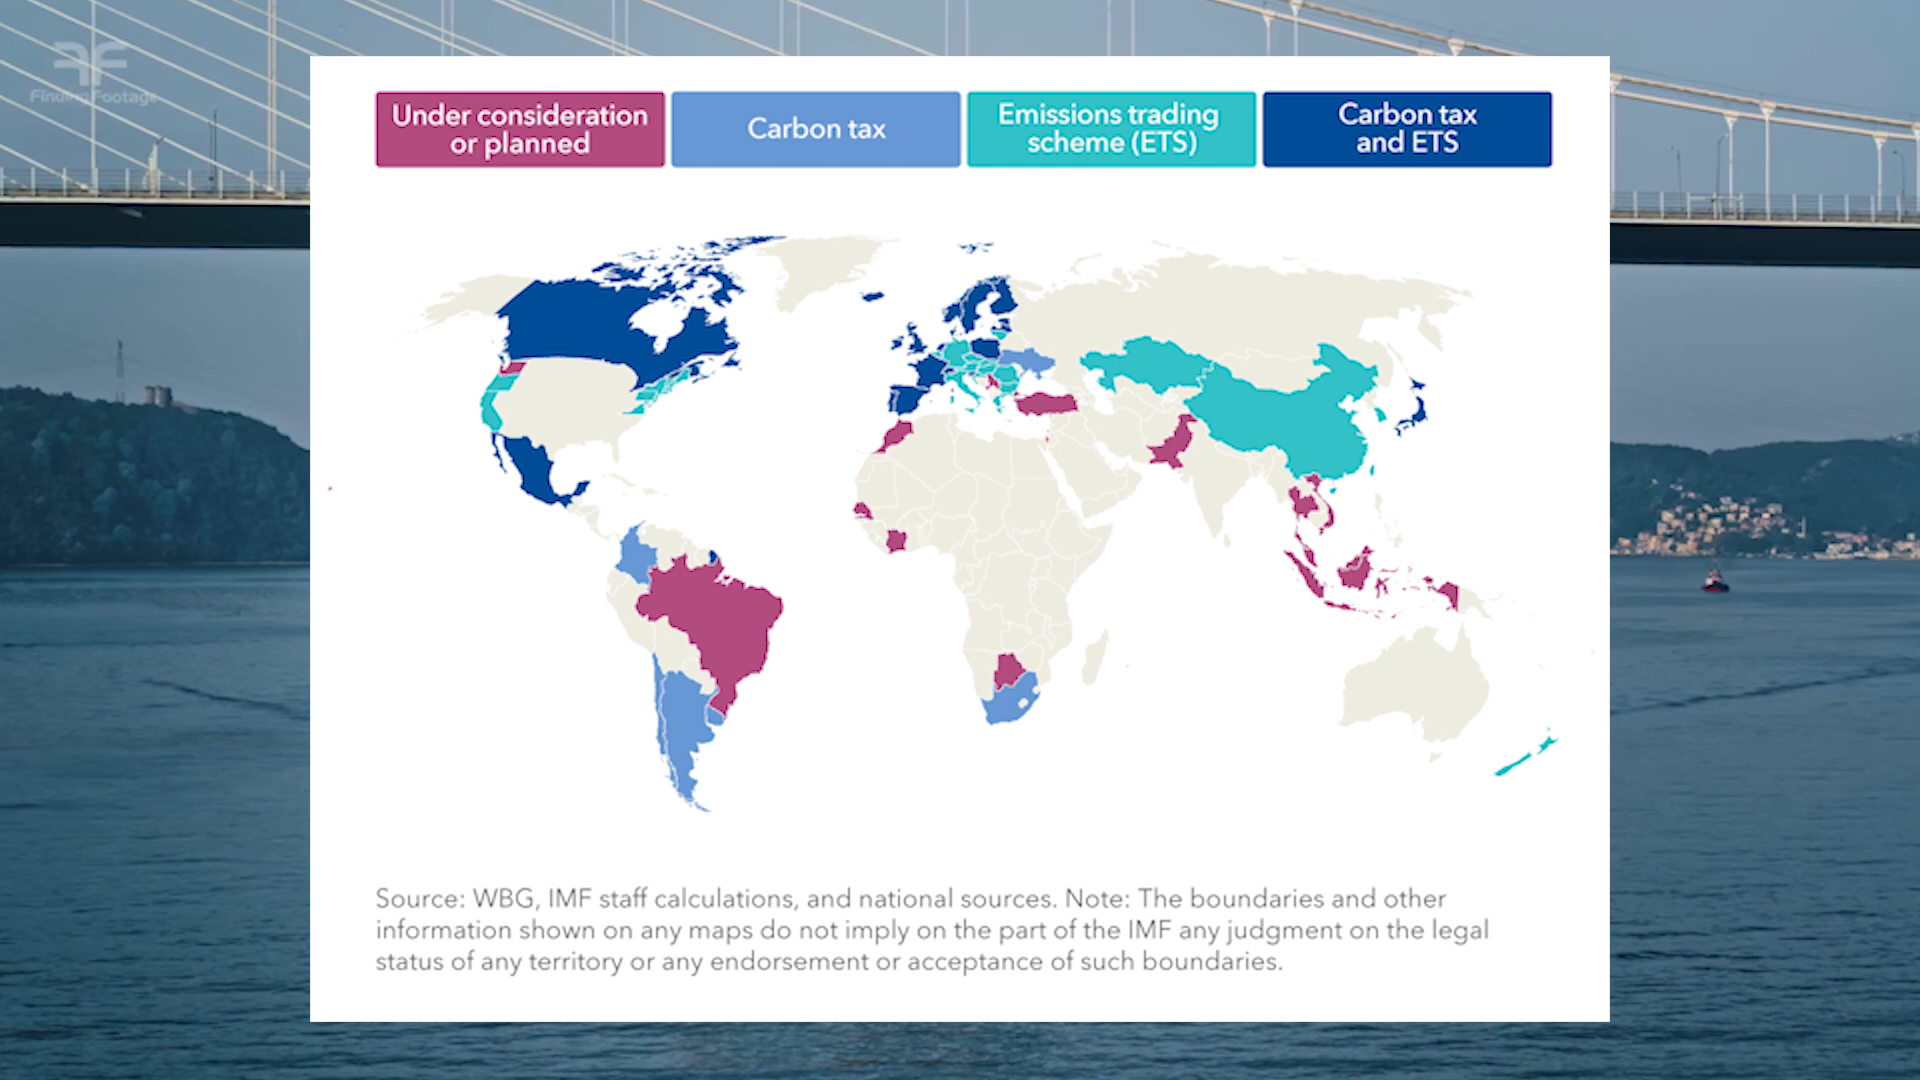 Finding Footage
Under consideration
or planned
Carbon tax
Emissions trading
scheme (ETS)
Carbon tax
and ETS
Source: WBG, IMF staff calculations, and national sources. Note: The boundaries and other
information shown on any maps do not imply on the part of the IMF any judgment on the legal
status of any territory or any endorsement or acceptance of such boundaries.